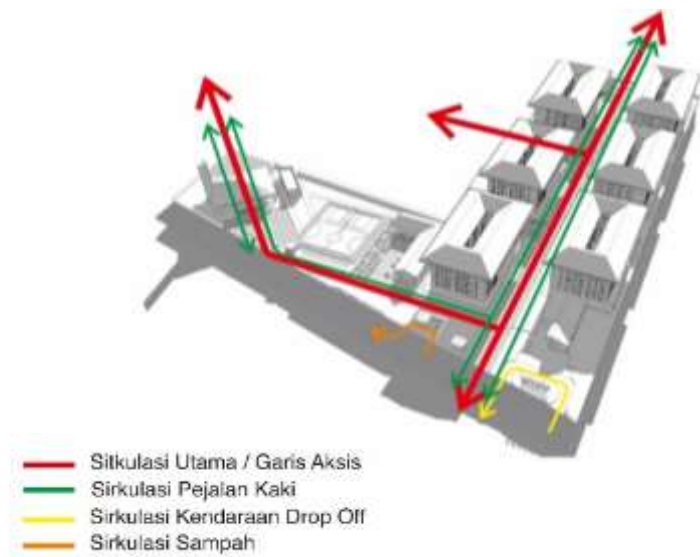 Sitkulasi Utama / Garis Aksis
Sirkulasi Pejalan Kaki
Sirkulasi Kendaraan Drop Off
Sirkulasi Sampah